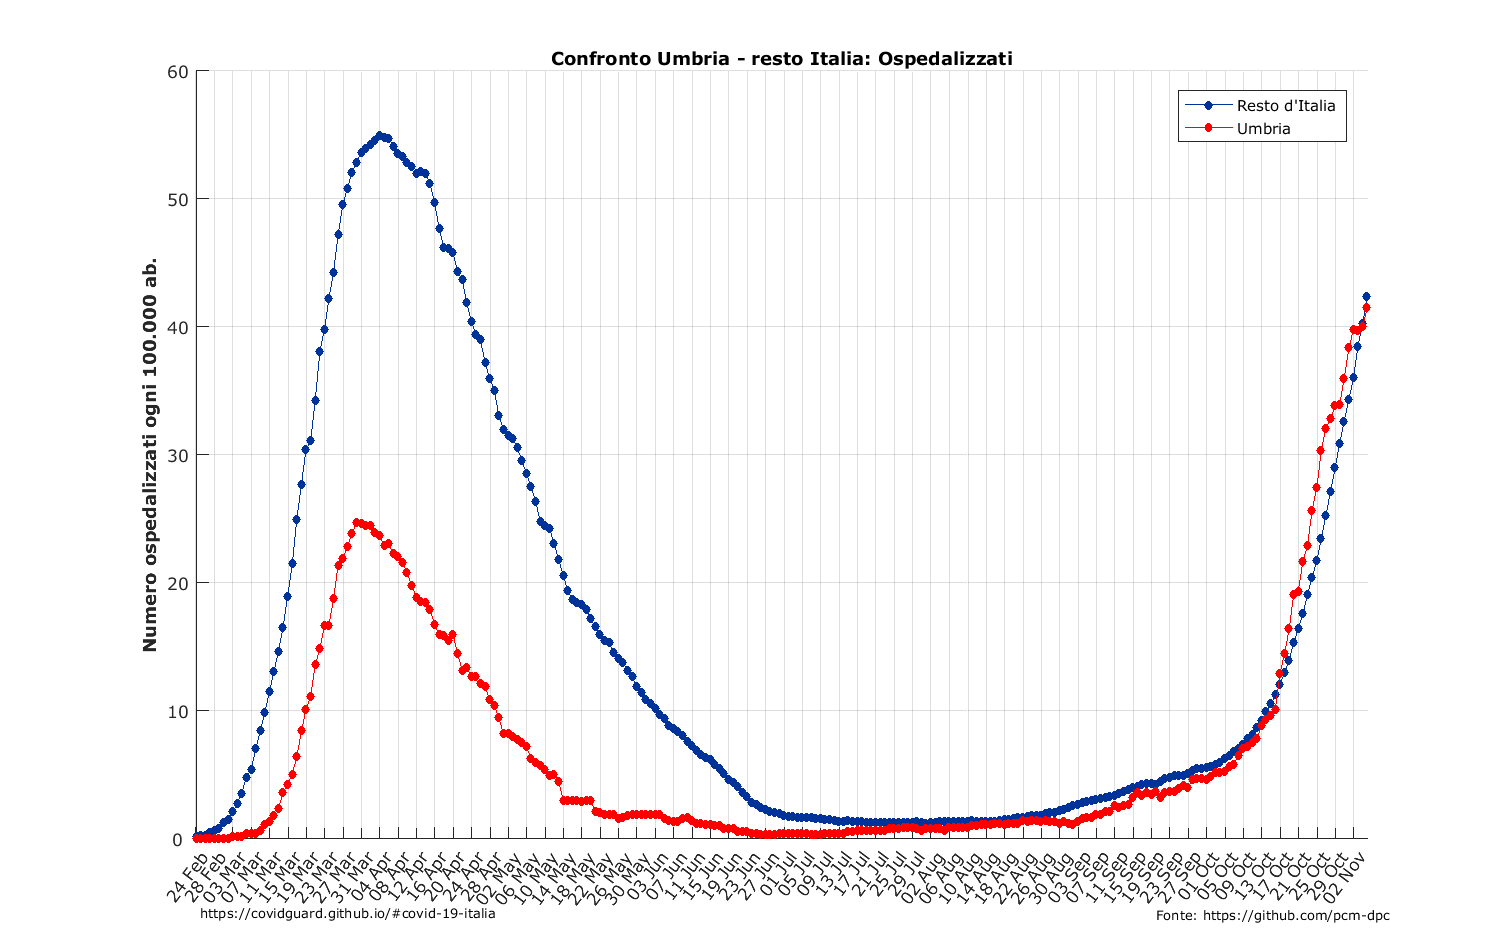 Confronto Umbria - resto Italia: Ospedalizzati
Resto d'Italia
Umbria
Numero ospedalizzati ogni 100.000 ab.
60
50
40
30
20
10
0
24 Feb
28 Feb
03 Mar
07 Mar
11 Mar
15 Mar
19 Mar
23 Mar
27 Mar
31 Mar
04 Apr
08 Apr
12 Apr
16 Apr
20 Apr
24 Apr
28 Apr
02 May
06 May
10 May
14 May
18 May
22 May
26 May
30 May
03 Jun
07 Jun
11 Jun
15 Jun
19 Jun
23 Jun
27 Jun
01 Jul
05 Jul
09 Jul
13 Jul
17 Jul
21 Jul
25 Jul
29 Jul
02 Aug
06 Aug
10 Aug
14 Aug
18 Aug
22 Aug
26 Aug
30 Aug
03 Sep
07 Sep
11 Sep
15 Sep
19 Sep
23 Sep
27 Sep
01 Oct
05 Oct
09 Oct
13 Oct
17 Oct
21 Oct
25 Oct
29 Oct
02 Nov
https://covidguard.github.io/#covid-19-italia
Fonte: https://github.com/pcm-dpc